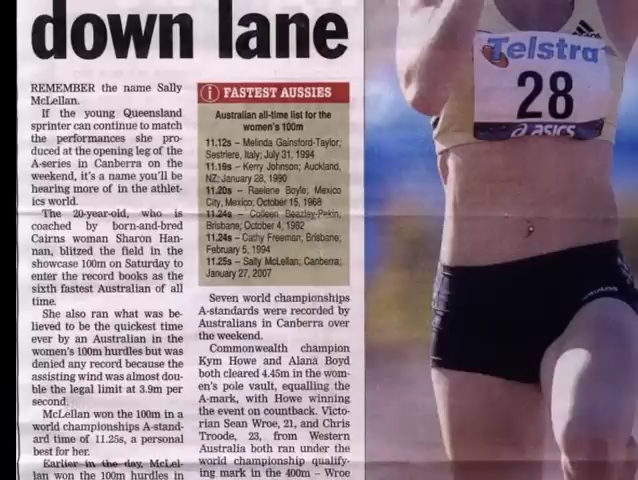 down lane
REMEMBER the name Sally
McLellan.
If the young Queensland
sprinter can continue to match
the performances she pro-
duced at the opening leg of the
A-series in Canberra on the
weekend, it's a name you'll be
hearing more of in the athlet-
ics world.
The 20-year-old, who is
coached by born-and-bred
Cairns woman Sharon Han-
nan, blitzed the field in the
showcase 100m on Saturday to
enter the record books as the
sixth fastest Australian of all
time.
She also ran what was be-
lieved to be the quickest time
ever by an Australian in the
women's 100m hurdles but was
denied any record because the
assisting wind was almost dou-
ble the legal limit at 3.9m per
second.
McLellan won the 100m in a
world championships A-stand-
ard time of 11.25s, a personal
best for her.
Earlier in the day, McLel-
lan won the 100m hurdles in
i FASTEST AUSSIES
Australian all-time list for the
women's 100m
11.12s – Melinda Gainsford-Taylor;
Sestriere, Italy; July 31, 1994
11.19s – Kerry Johnson; Auckland,
NZ; January 28, 1990
11.20s – Raelene Boyle; Mexico
City, Mexico; October 15, 1968
11.24s – Colleen Beazley-Pekin;
Brisbane; October 4, 1982
11.24s – Cathy Freeman, Brisbane;
February 5, 1994
11.25s – Sally McLellan; Canberra;
January 27, 2007
Seven world championships
A-standards were recorded by
Australians in Canberra over
the weekend.
Commonwealth champion
Kym Howe and Alana Boyd
both cleared 4.45m in the wom-
en's pole vault, equalling the
A-mark, with Howe winning
the event on countback. Victo-
rian Sean Wroe, 21, and Chris
Troode, 23, from Western
Australia both ran under the
world championship qualify-
ing mark in the 400m – Wroe
Telstra
28
ASICS